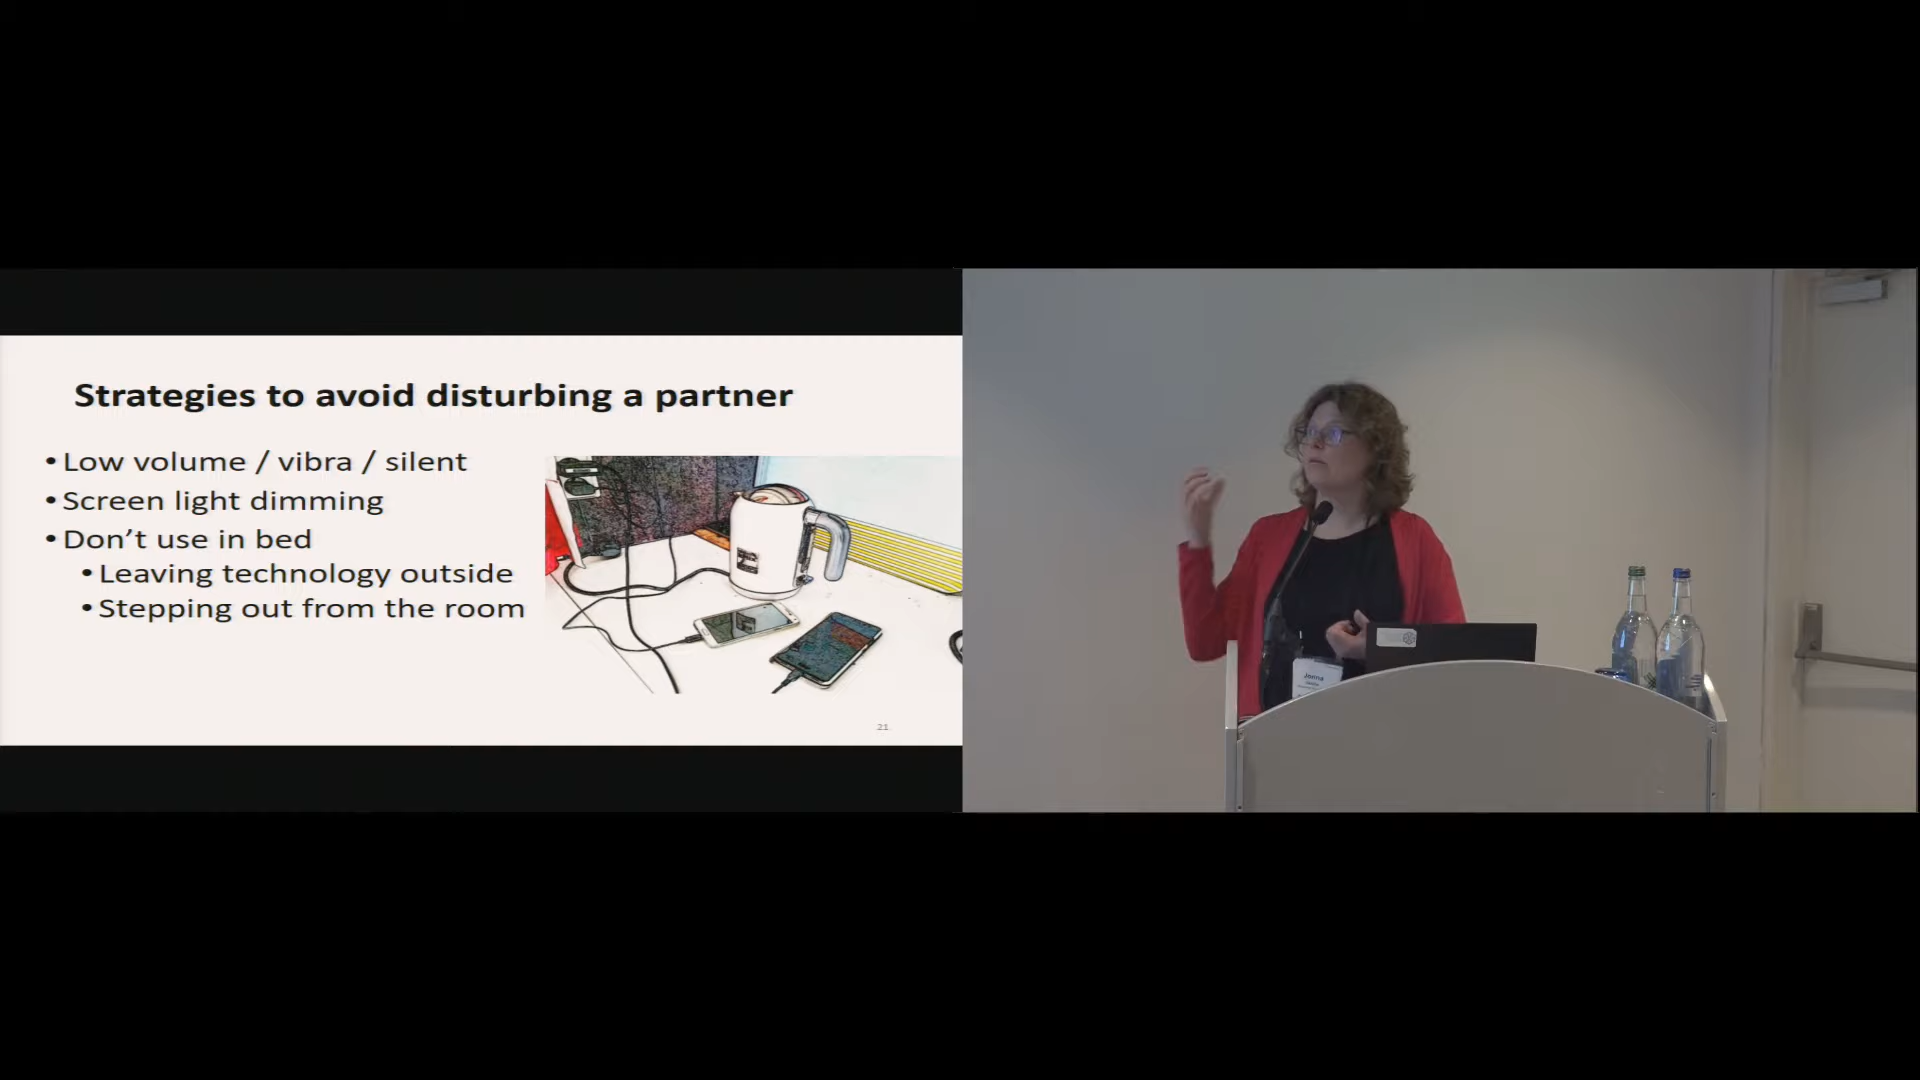 Strategies to avoid disturbing a partner
• Low volume / vibra / silent
• Screen light dimming
• Don’t use in bed
• Leaving technology outside
• Stepping out from the room
21
Jonna